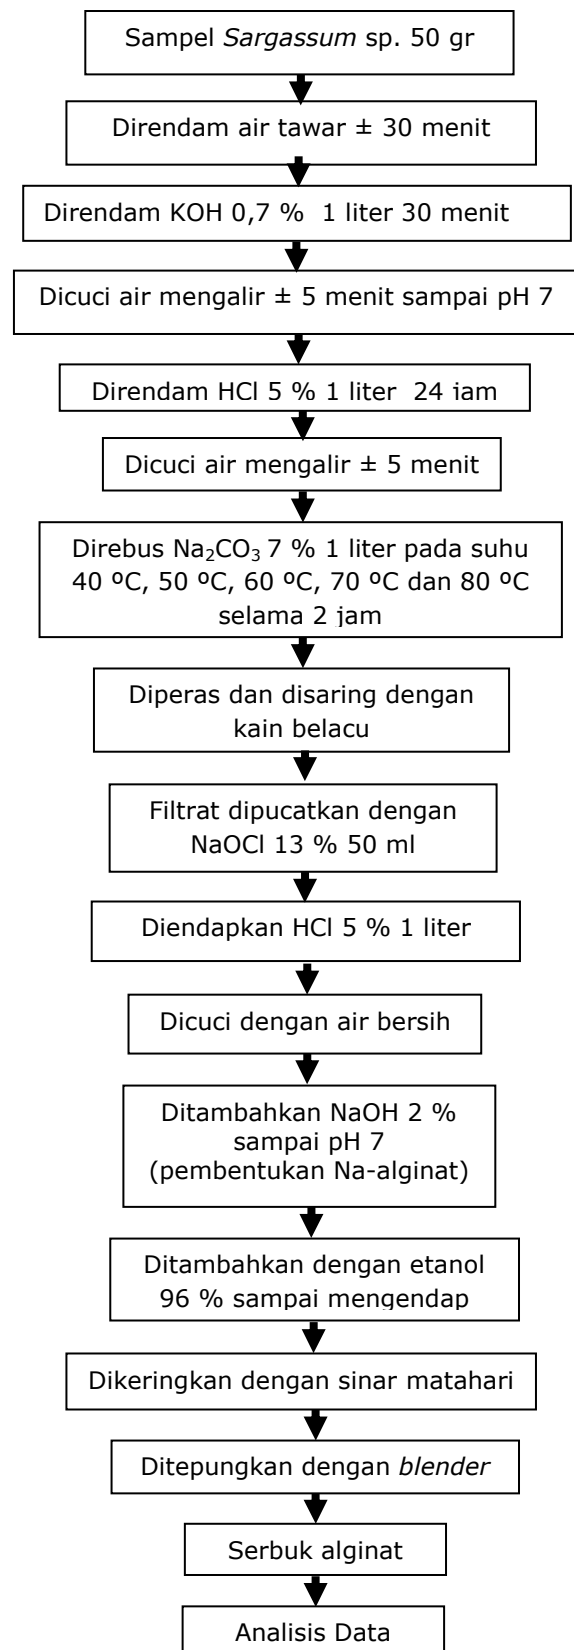 Sampel Sargassum sp. 50 gr
Direndam air tawar ± 30 menit
Direndam KOH 0,7 % 1 liter 30 menit
Dicuci air mengalir ± 5 menit sampai pH 7
Direndam HCl 5 % 1 liter 24 jam
Dicuci air mengalir ± 5 menit
Direbus Na₂CO₃ 7 % 1 liter pada suhu
40 ºC, 50 ºC, 60 ºC, 70 ºC dan 80 ºC
selama 2 jam
Diperas dan disaring dengan
kain belacu
Filtrat dipucatkan dengan
NaOCl 13 % 50 ml
Diendapkan HCl 5 % 1 liter
Dicuci dengan air bersih
Ditambahkan NaOH 2 %
sampai pH 7
(pembentukan Na-alginat)
Ditambahkan dengan etanol
96 % sampai mengendap
Dikeringkan dengan sinar matahari
Ditepungkan dengan blender
Serbuk alginat
Analisis Data